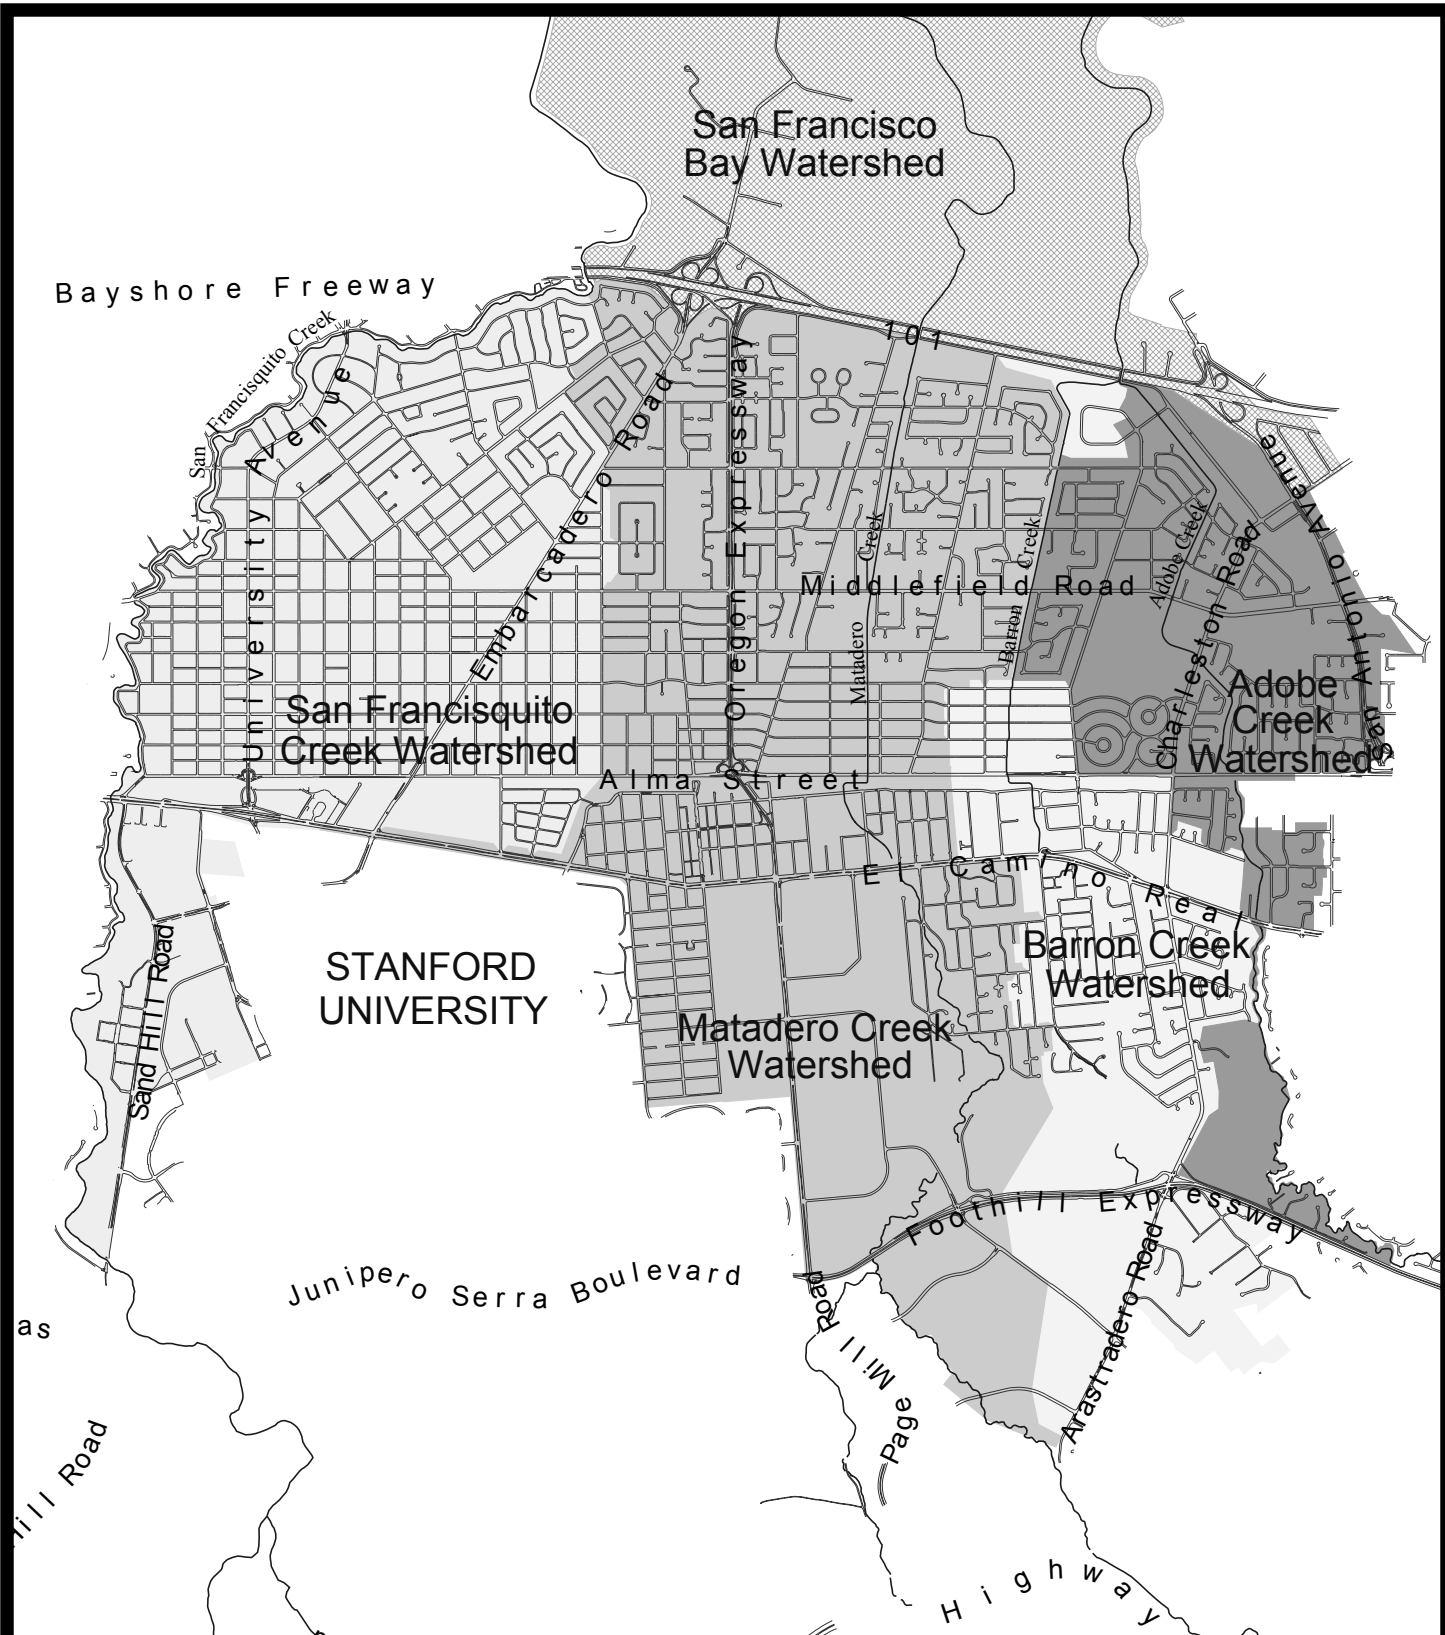 San Francisco
Bay Watershed
Bayshore Freeway
San Francisquito Creek
101
University Avenue
Embarcadero Road
Oregon Expressway
Matadero Creek
Barron Creek
Adobe Creek
Charleston Road
San Antonio Avenue
Middlefield Road
San Francisquito
Creek Watershed
Adobe
Creek
Watershed
Alma Street
El Camino Real
STANFORD
UNIVERSITY
Sand Hill Road
Barron Creek
Watershed
Matadero Creek
Watershed
Foothill Expressway
Junipero Serra Boulevard
Arastradero Road
Page Mill Road
as
ill Road
Highway